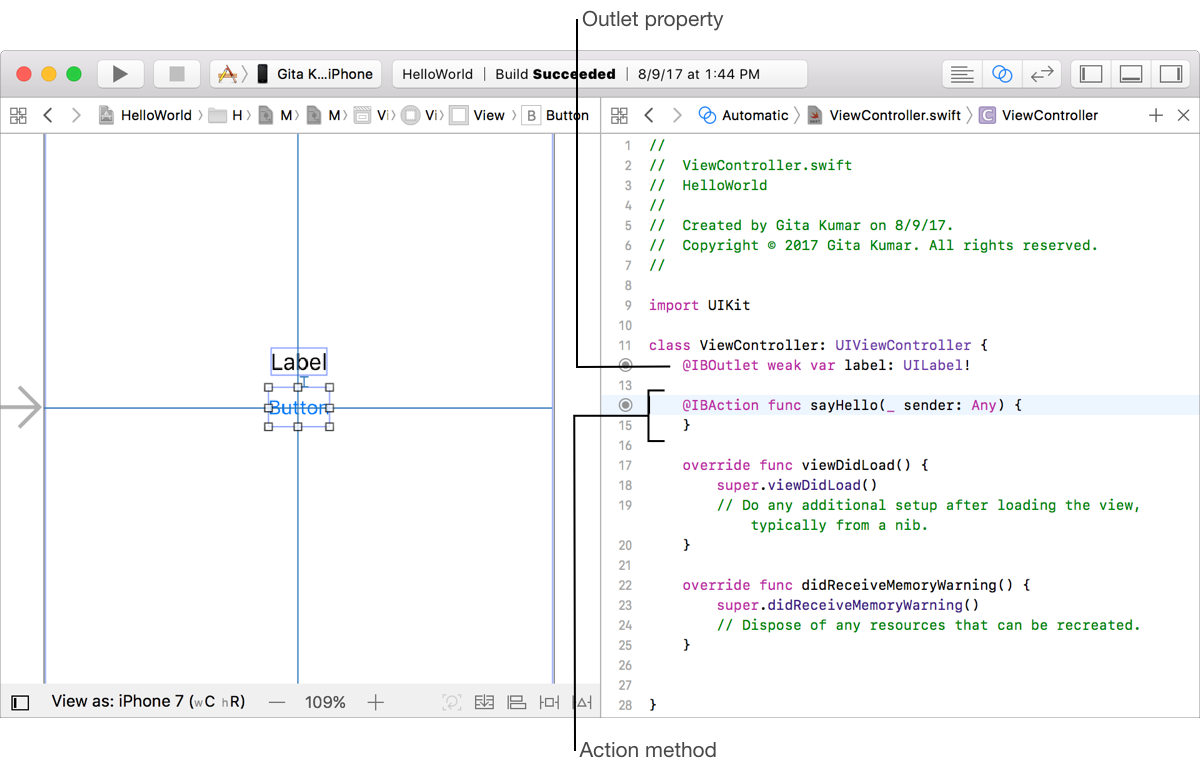 Outlet property
Gita K...iPhone
HelloWorld | Build Succeeded | 8/9/17 at 1:44 PM
HelloWorld 〉 H 〉 M 〉 M 〉 Vi 〉 Vi 〉 View 〉 B Button
Automatic 〉 ViewController.swift 〉 C ViewController
1 //
2 //  ViewController.swift
3 //  HelloWorld
4 //
5 //  Created by Gita Kumar on 8/9/17.
6 //  Copyright © 2017 Gita Kumar. All rights reserved.
7 //
8
9 import UIKit
10
11 class ViewController: UIViewController {
@IBOutlet weak var label: UILabel!
13
@IBAction func sayHello(_ sender: Any) {
15 }
16
17 override func viewDidLoad() {
18 super.viewDidLoad()
19 // Do any additional setup after loading the view,
typically from a nib.
20 }
21
22 override func didReceiveMemoryWarning() {
23 super.didReceiveMemoryWarning()
24 // Dispose of any resources that can be recreated.
25 }
26
27
28 }
Label
Button
View as: iPhone 7 (wC hR) — 109% +
Action method